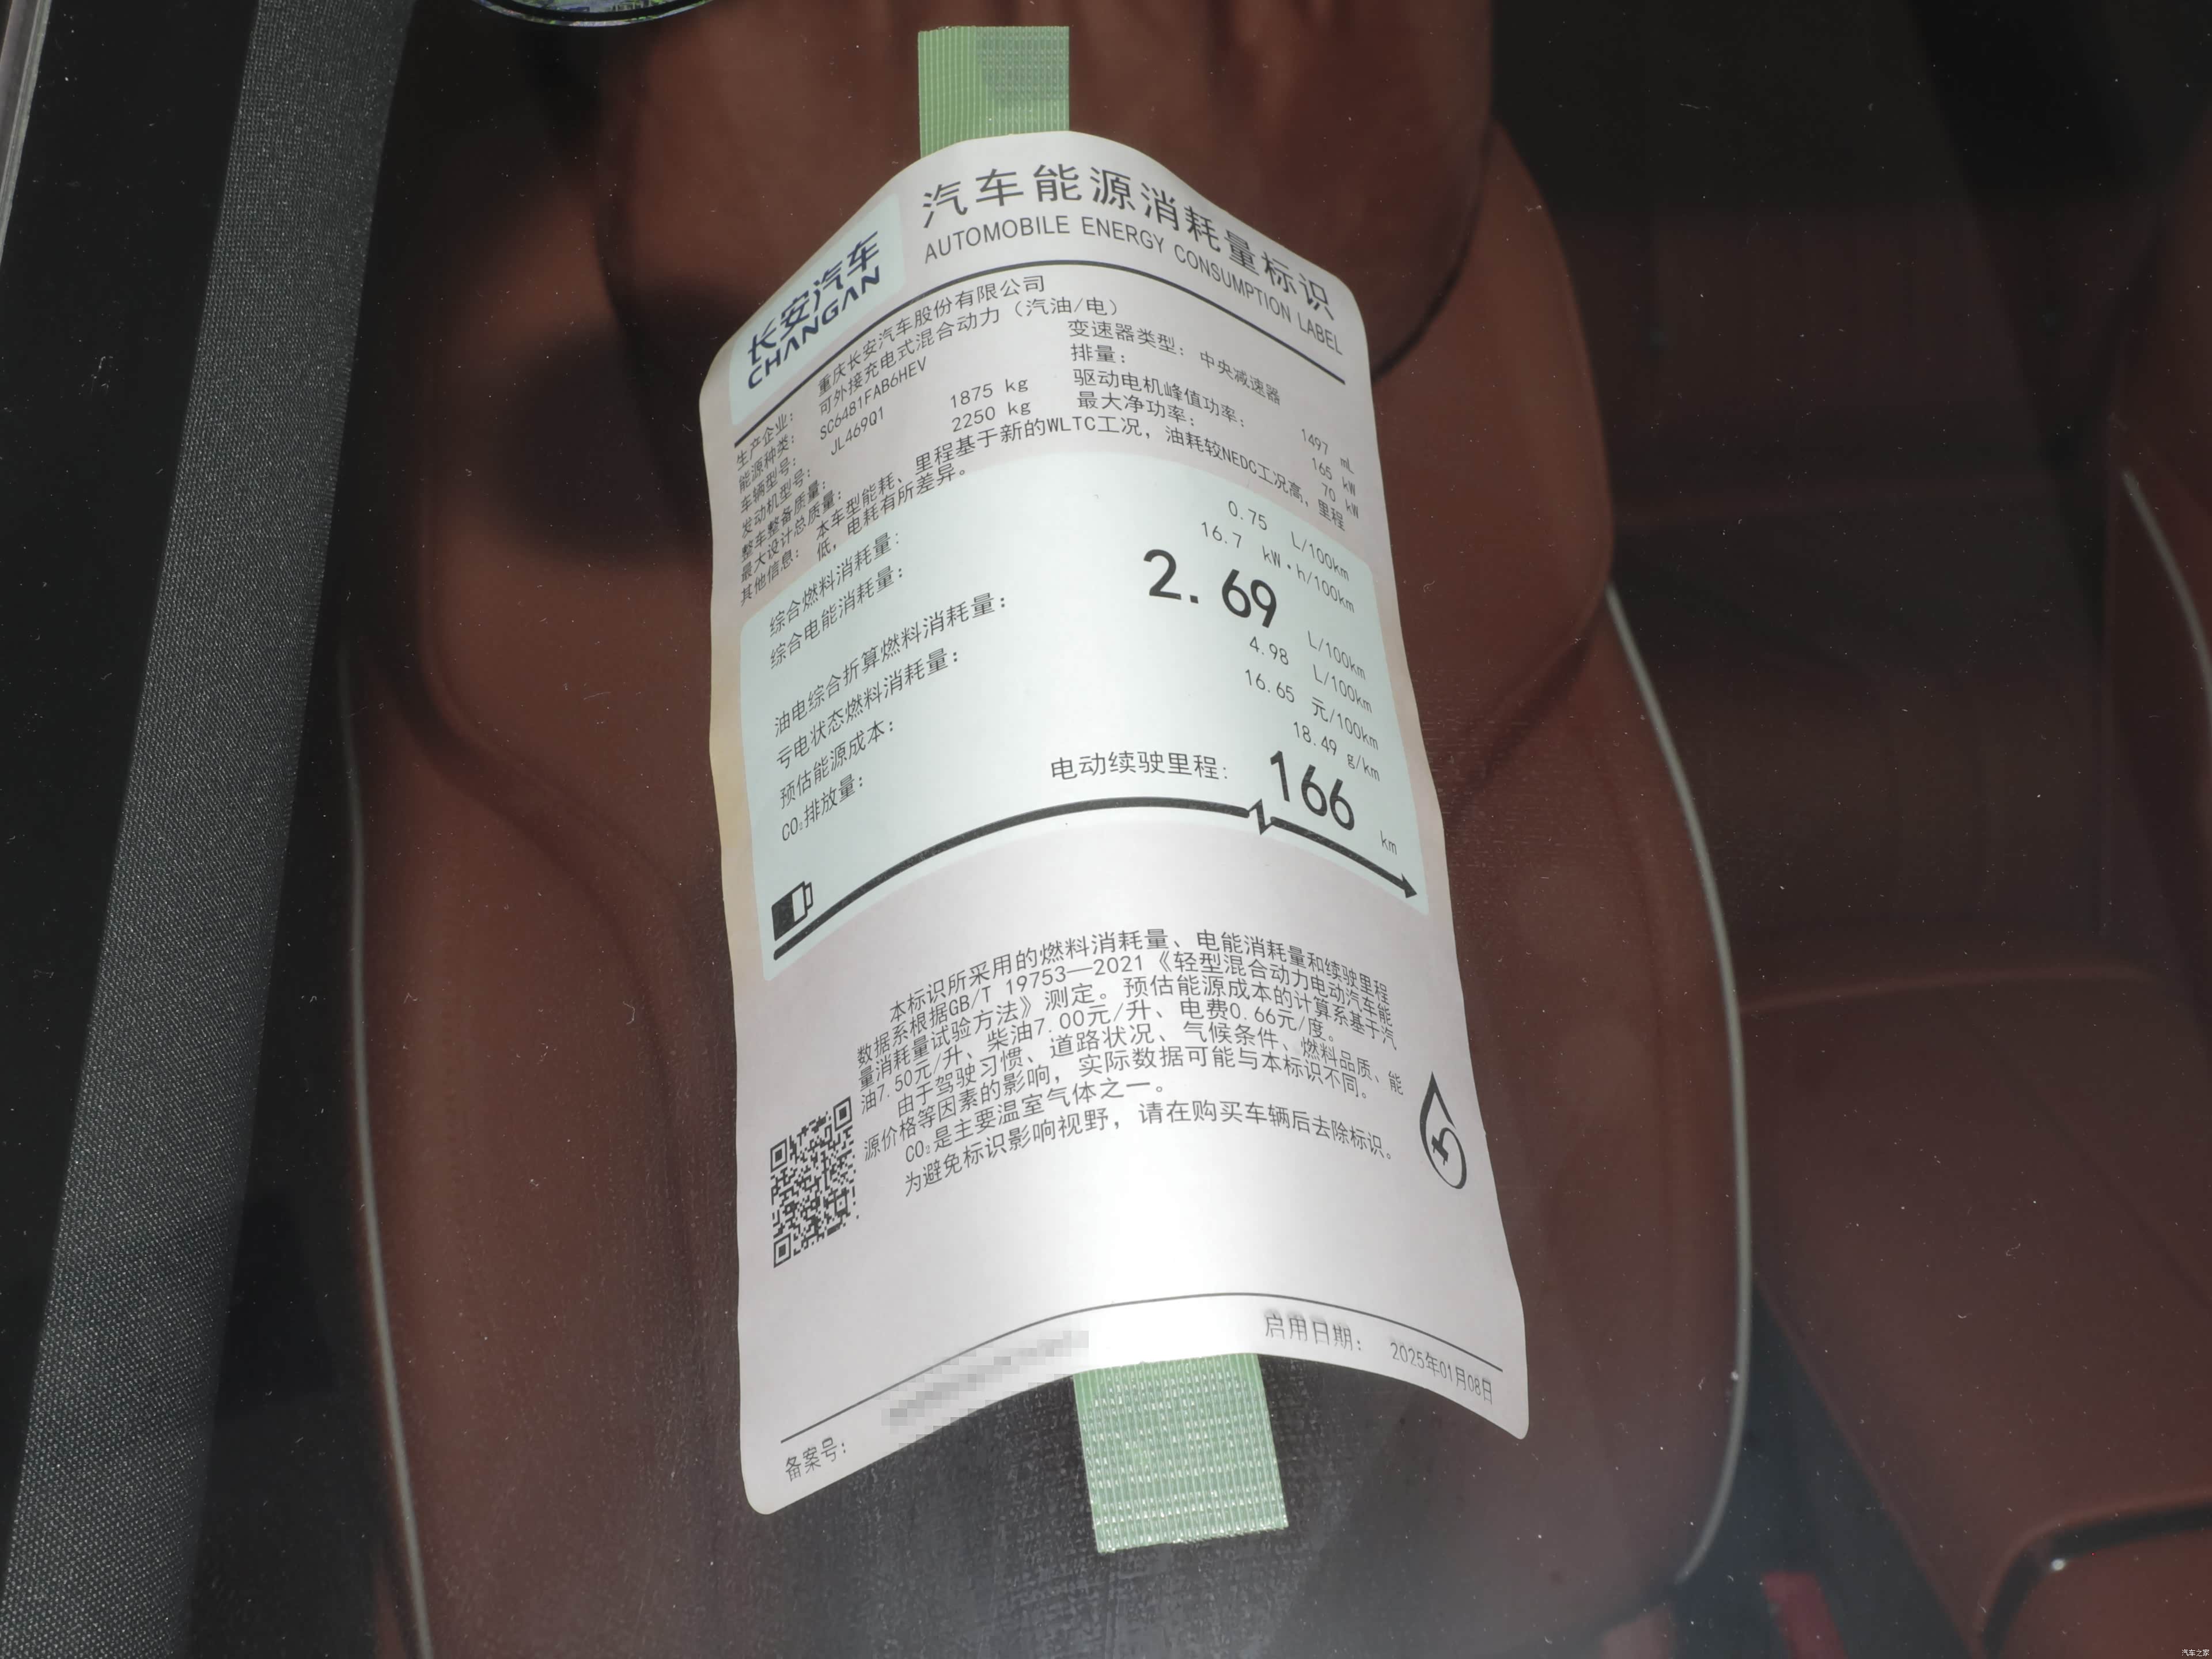 长安汽车
CHANGAN
汽车能源消耗量标识
AUTOMOBILE ENERGY CONSUMPTION LABEL
生产企业： 重庆长安汽车股份有限公司
能源种类： 可外接充电式混合动力（汽油/电）
车辆型号： SC6481FAB6HEV 变速器类型：中央减速器
发动机型号： JL469Q1 排量： 1497 mL
整车整备质量： 1875 kg 驱动电机峰值功率： 165 kW
最大设计总质量： 2250 kg 最大净功率： 70 kW
其他信息： 本车型能耗、里程基于新的WLTC工况，油耗较NEDC工况高，里程
低，电耗有所差异。
综合燃料消耗量： 0.75 L/100km
综合电能消耗量： 16.7 kW·h/100km
油电综合折算燃料消耗量： 2.69 L/100km
亏电状态燃料消耗量： 4.98 L/100km
预估能源成本： 16.65 元/100km
CO₂排放量： 18.49 g/km
电动续驶里程： 166 km
本标识所采用的燃料消耗量、电能消耗量和续驶里程
数据系根据GB/T 19753—2021《轻型混合动力电动汽车能
量消耗量试验方法》测定。预估能源成本的计算系基于汽
油7.50元/升、柴油7.00元/升、电费0.66元/度。
由于驾驶习惯、道路状况、气候条件、燃料品质、能
源价格等因素的影响，实际数据可能与本标识不同。
CO₂是主要温室气体之一。
为避免标识影响视野，请在购买车辆后去除标识。
备案号： 启用日期： 2025年01月08日
汽车之家